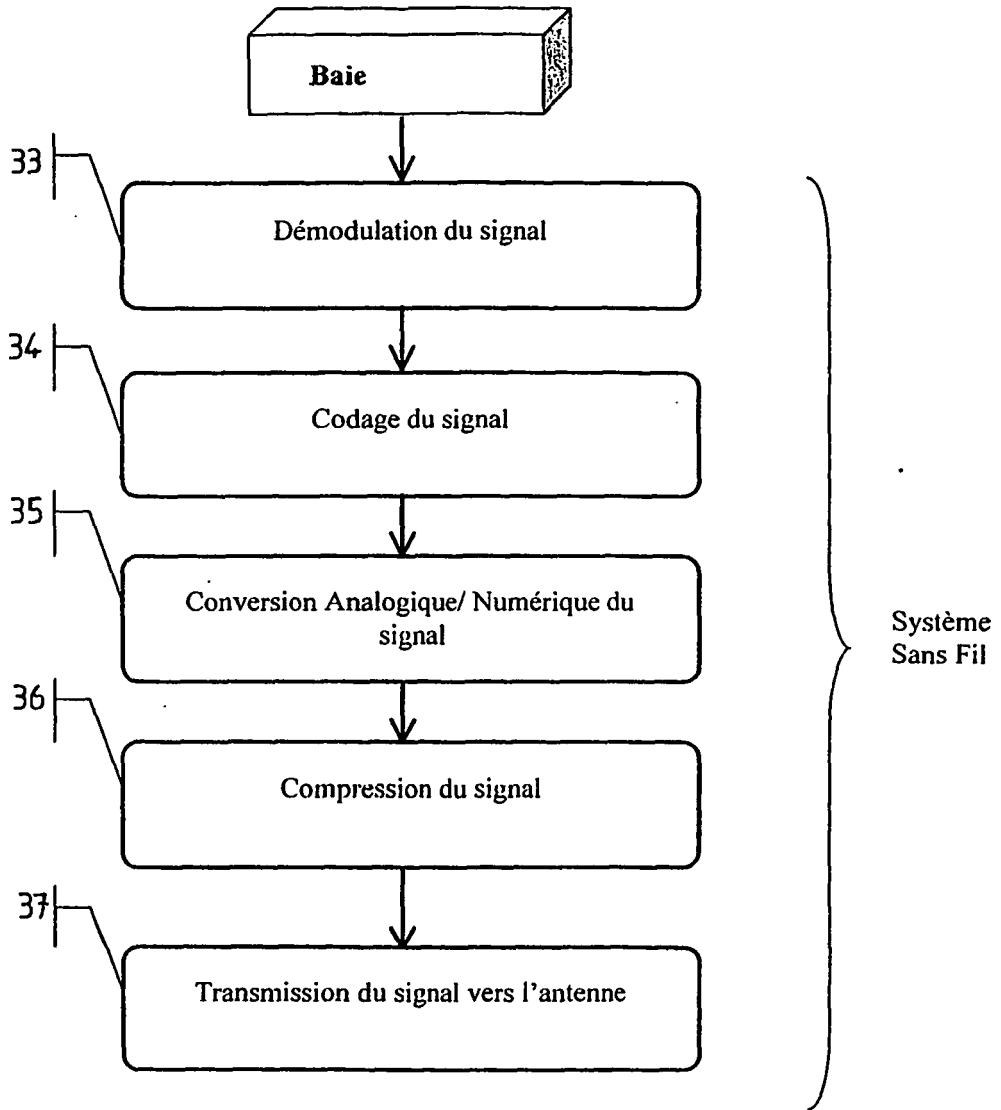 Baie
33
Démodulation du signal
34
Codage du signal
35
Conversion Analogique/ Numérique du
signal
36
Compression du signal
37
Transmission du signal vers l'antenne
Système
Sans Fil